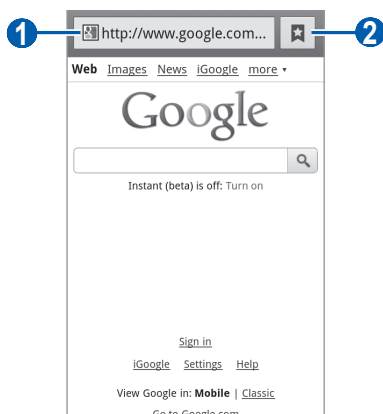 1
http://www.google.com...
2
Web Images News iGoogle more ▾
Google
Instant (beta) is off: Turn on
Sign in
iGoogle Settings Help
View Google in: Mobile | Classic
Go to Google.com